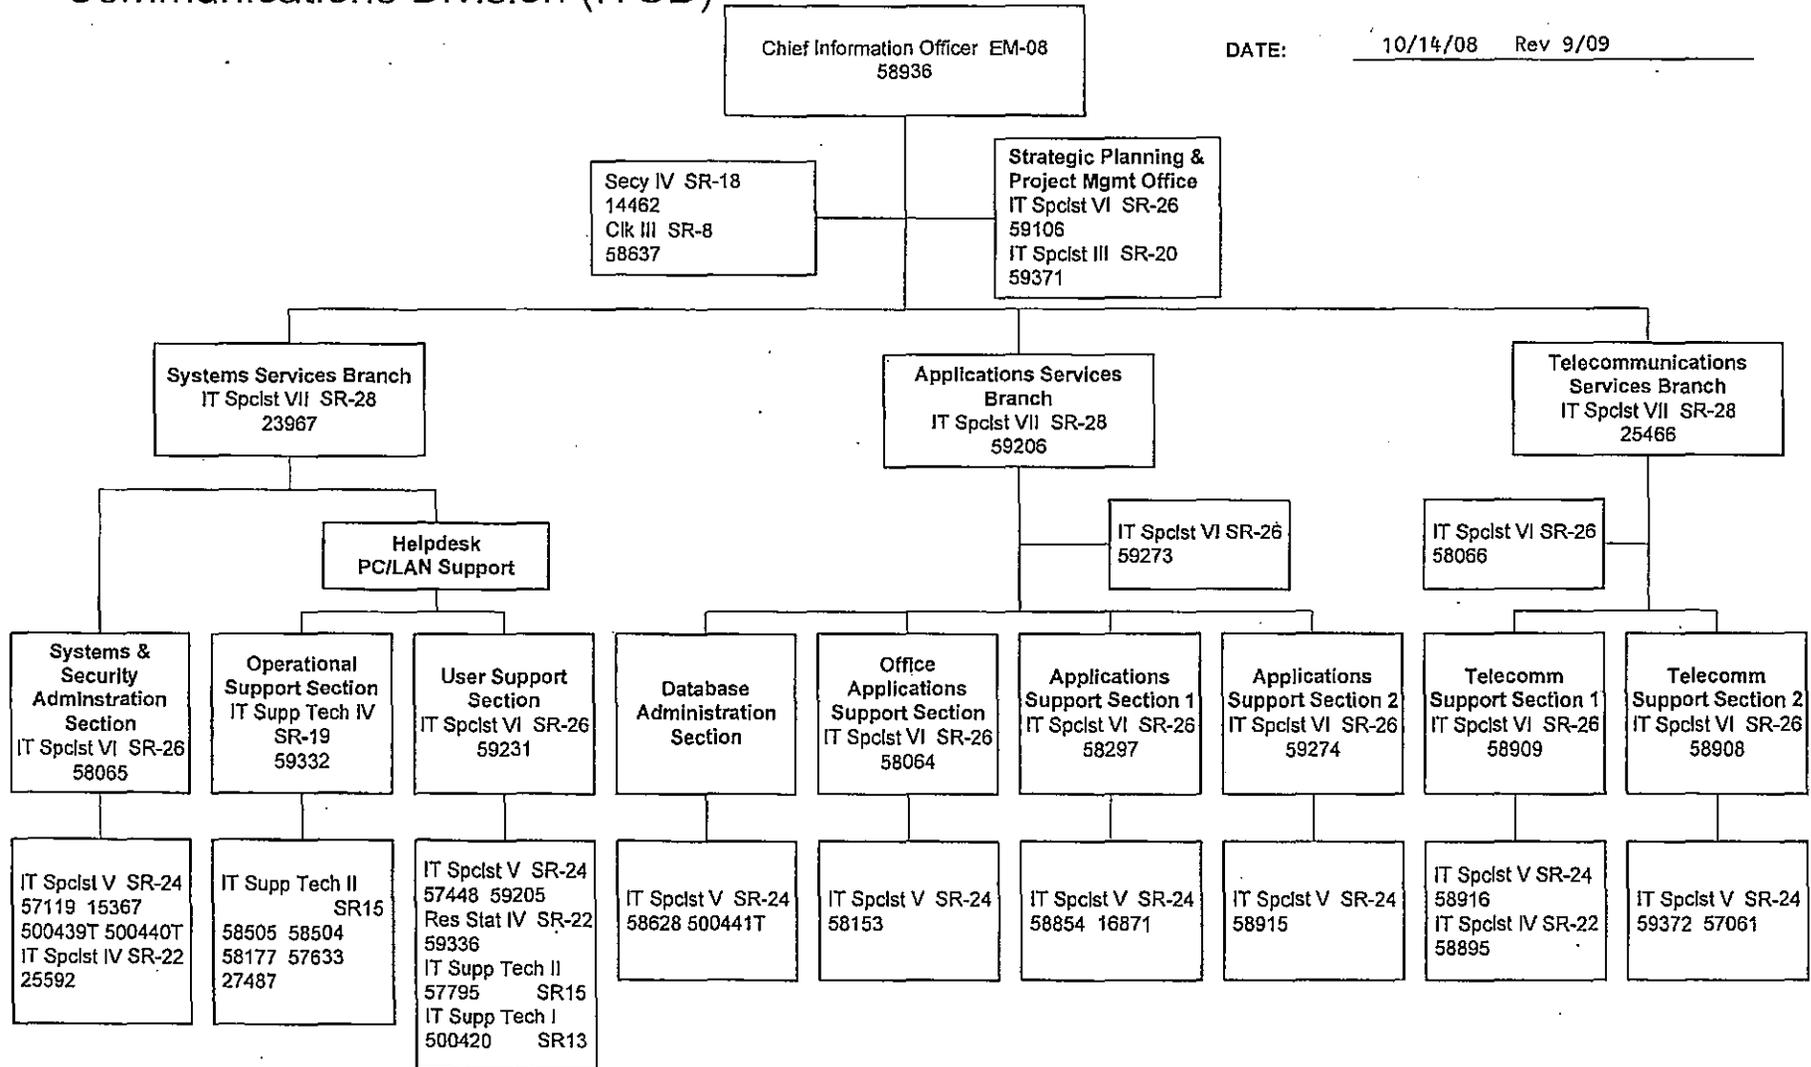 Communications Division (ITCD)
Chief Information Officer EM-08
58936
DATE: 10/14/08 Rev 9/09
Secy IV SR-18
14462
Clk III SR-8
58637
Strategic Planning &
Project Mgmt Office
IT Spclst VI SR-26
59106
IT Spclst III SR-20
59371
Systems Services Branch
IT Spclst VII SR-28
23967
Applications Services
Branch
IT Spclst VII SR-28
59206
Telecommunications
Services Branch
IT Spclst VII SR-28
25466
Helpdesk
PC/LAN Support
IT Spclst VI SR-26
59273
IT Spclst VI SR-26
58066
Systems &
Security
Adminstration
Section
IT Spclst VI SR-26
58065
Operational
Support Section
IT Supp Tech IV
SR-19
59332
User Support
Section
IT Spclst VI SR-26
59231
Database
Administration
Section
Office
Applications
Support Section
IT Spclst VI SR-26
58064
Applications
Support Section 1
IT Spclst VI SR-26
58297
Applications
Support Section 2
IT Spclst VI SR-26
59274
Telecomm
Support Section 1
IT Spclst VI SR-26
58909
Telecomm
Support Section 2
IT Spclst VI SR-26
58908
IT Spclst V SR-24
57119 15367
500439T 500440T
IT Spclst IV SR-22
25592
IT Supp Tech II
SR15
58505 58504
58177 57633
27487
IT Spclst V SR-24
57448 59205
Res Stat IV SR-22
59336
IT Supp Tech II
57795 SR15
IT Supp Tech I
500420 SR13
IT Spclst V SR-24
58628 500441T
IT Spclst V SR-24
58153
IT Spclst V SR-24
58854 16871
IT Spclst V SR-24
58915
IT Spclst V SR-24
58916
IT Spclst IV SR-22
58895
IT Spclst V SR-24
59372 57061